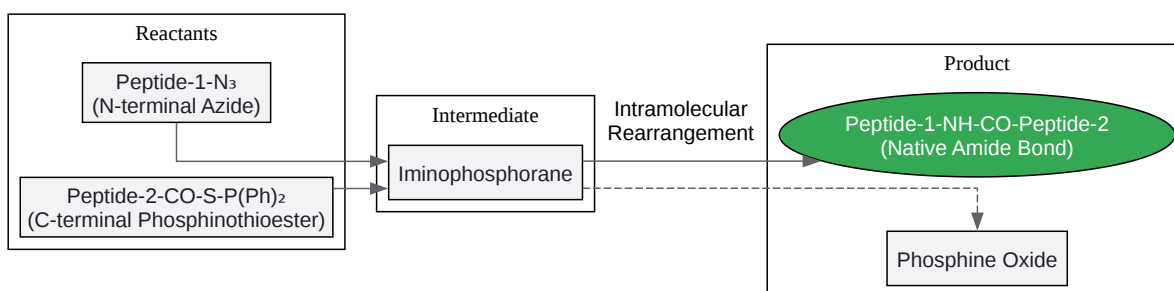 Reactants
Peptide-1-N₃
(N-terminal Azide)
Peptide-2-CO-S-P(Ph)₂
(C-terminal Phosphinothioester)
Intermediate
Iminophosphorane
Intramolecular
Rearrangement
Product
Peptide-1-NH-CO-Peptide-2
(Native Amide Bond)
Phosphine Oxide